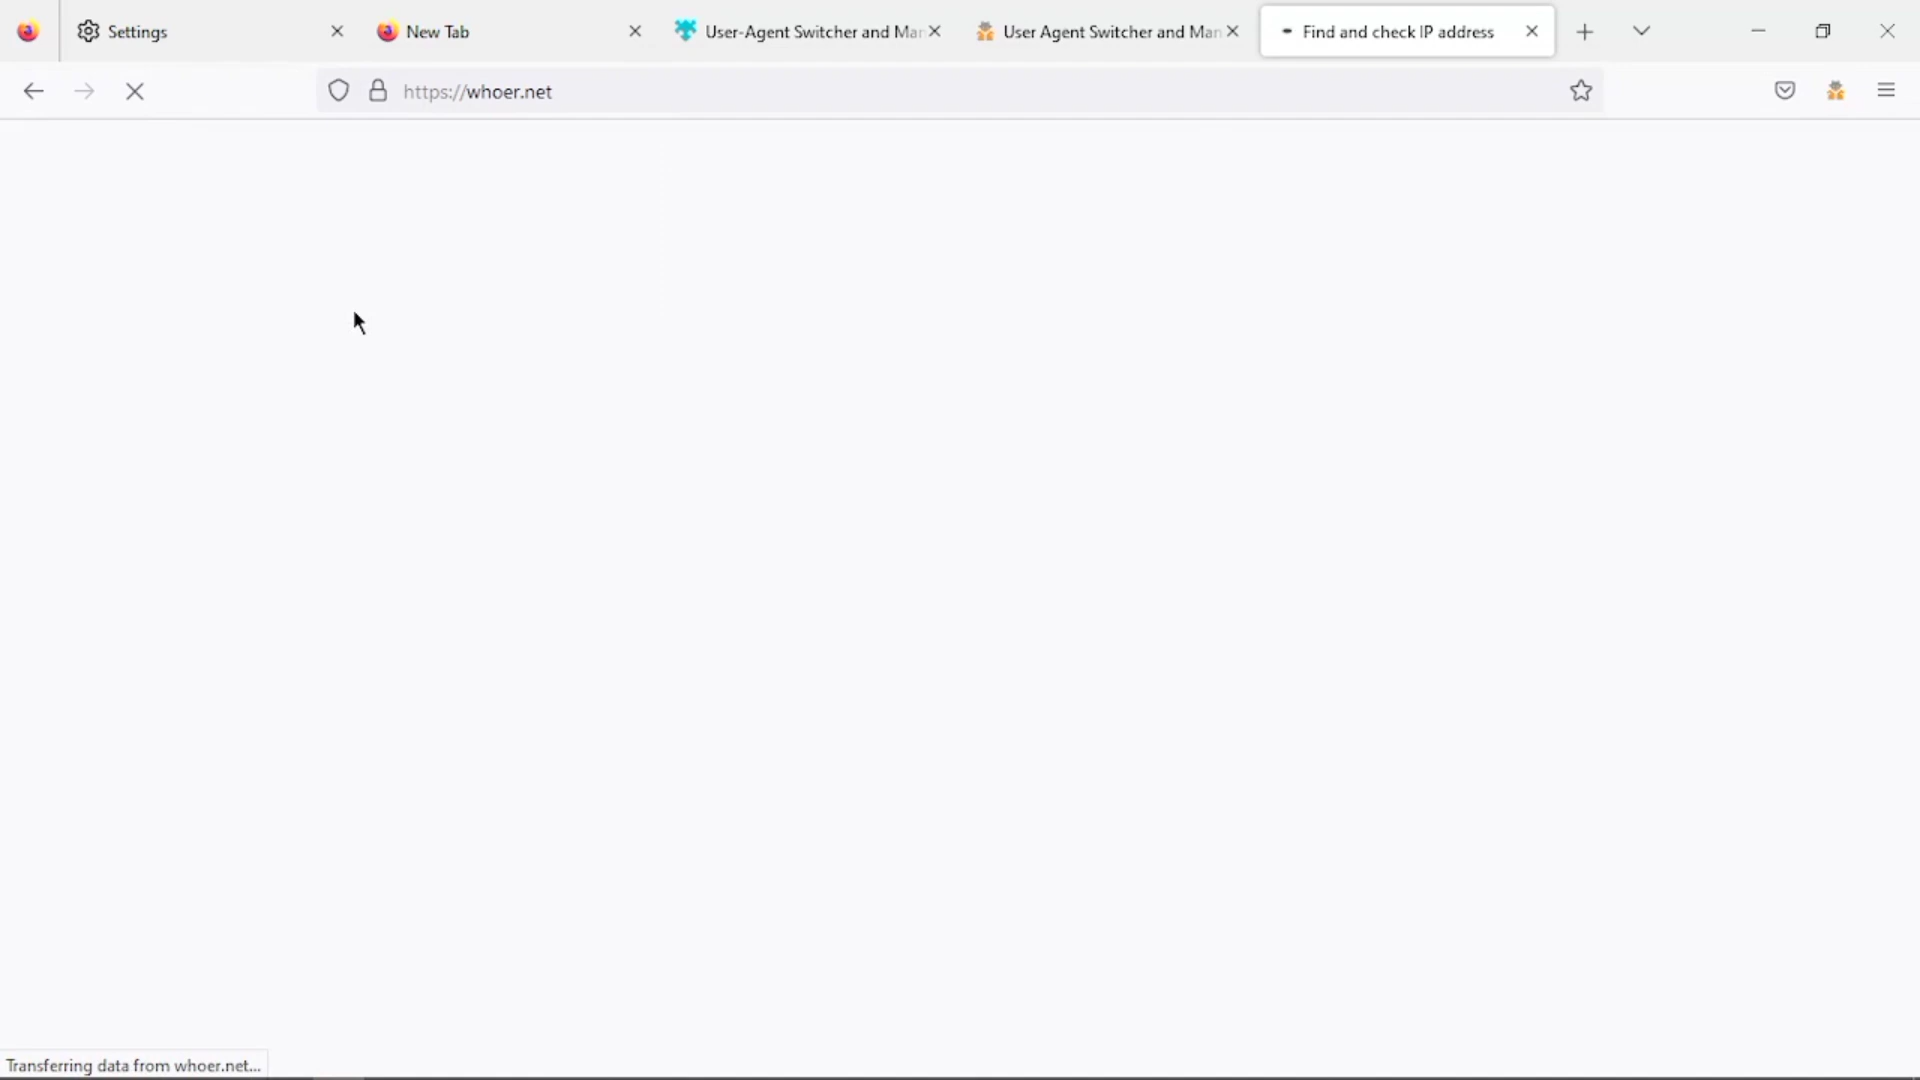 Settings
New Tab
User-Agent Switcher and Mar
User Agent Switcher and Man
Find and check IP address
https://whoer.net
Transferring data from whoer.net...